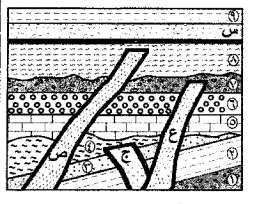 ٩
س
٨
٧
٦
٥
ع
ص
٤
ج
٣
٢
١